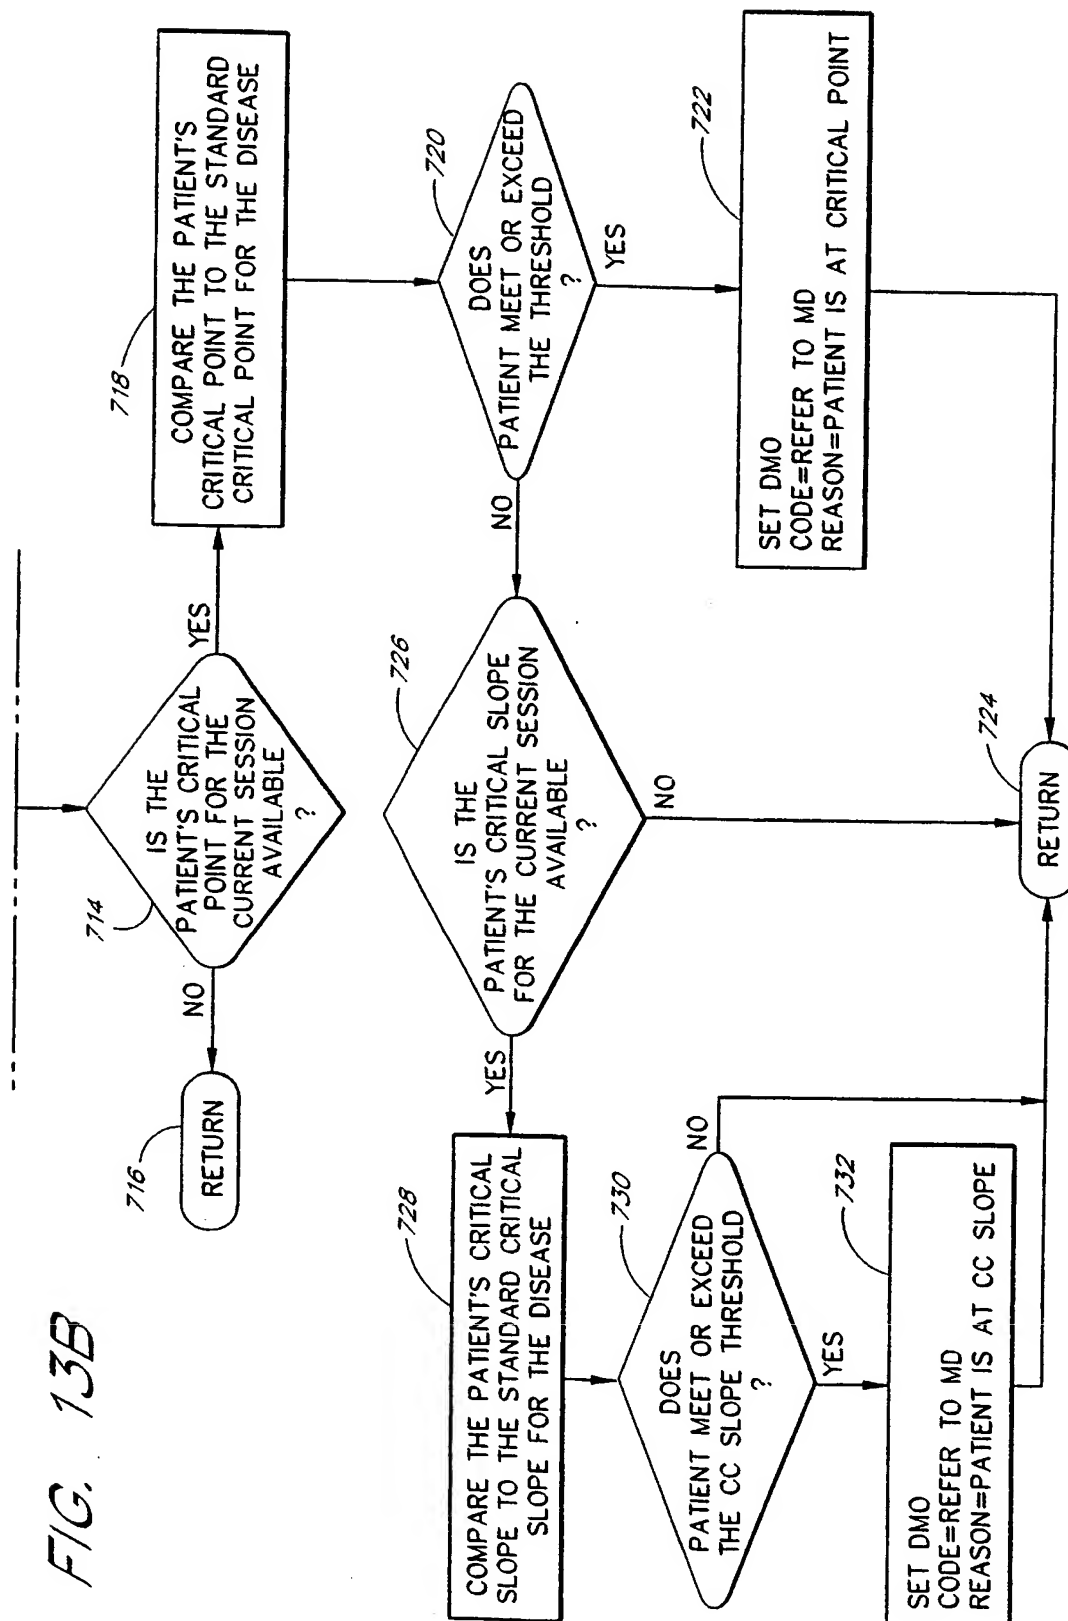 FIG. 13B
714
IS THE
PATIENT'S CRITICAL
POINT FOR THE
CURRENT SESSION
AVAILABLE
?
NO
YES
716
RETURN
718
COMPARE THE PATIENT'S
CRITICAL POINT TO THE STANDARD
CRITICAL POINT FOR THE DISEASE
720
DOES
PATIENT MEET OR EXCEED
THE THRESHOLD
?
NO
YES
722
SET DMO
CODE=REFER TO MD
REASON=PATIENT IS AT CRITICAL POINT
726
IS THE
PATIENT'S CRITICAL SLOPE
FOR THE CURRENT SESSION
AVAILABLE
?
YES
NO
724
RETURN
728
COMPARE THE PATIENT'S CRITICAL
SLOPE TO THE STANDARD CRITICAL
SLOPE FOR THE DISEASE
730
DOES
PATIENT MEET OR EXCEED
THE CC SLOPE THRESHOLD
?
NO
YES
732
SET DMO
CODE=REFER TO MD
REASON=PATIENT IS AT CC SLOPE